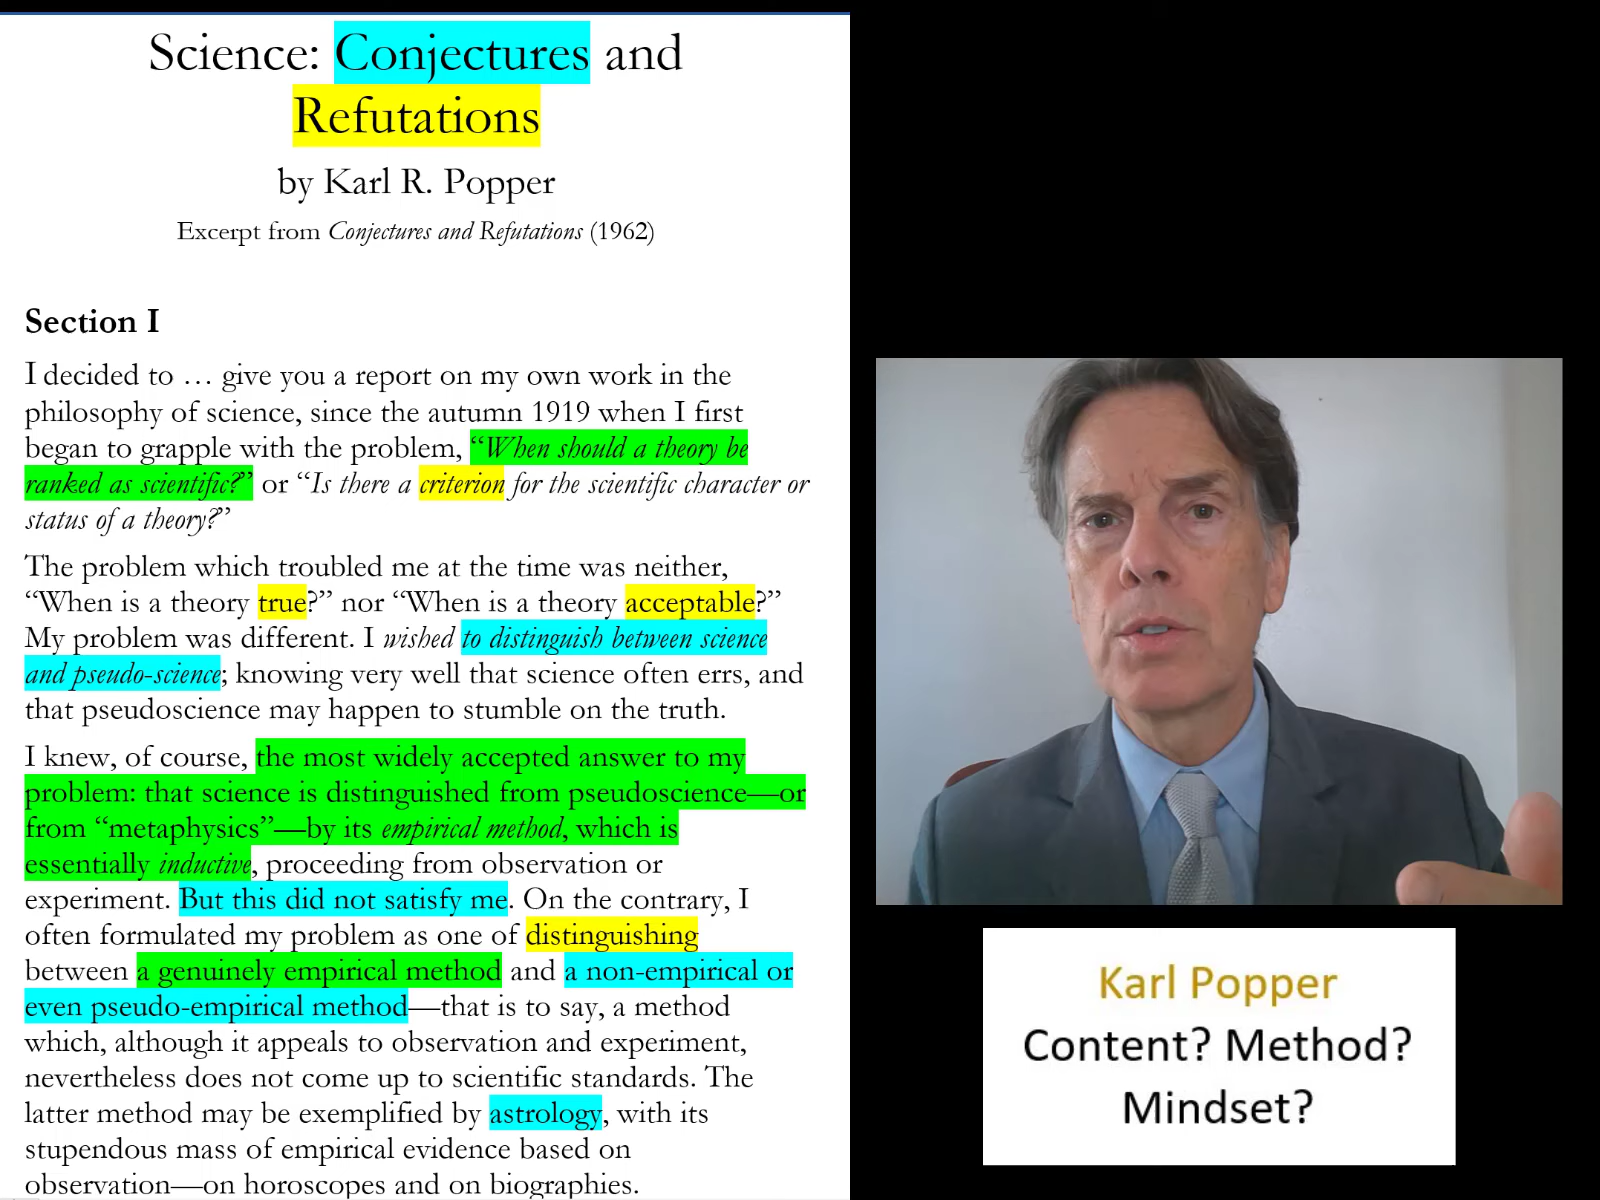 Science: Conjectures and
Refutations
by Karl R. Popper
Excerpt from Conjectures and Refutations (1962)
Section I
I decided to … give you a report on my own work in the
philosophy of science, since the autumn 1919 when I first
began to grapple with the problem, “When should a theory be
ranked as scientific?” or “Is there a criterion for the scientific character or
status of a theory?”
The problem which troubled me at the time was neither,
“When is a theory true?” nor “When is a theory acceptable?”
My problem was different. I wished to distinguish between science
and pseudo-science; knowing very well that science often errs, and
that pseudoscience may happen to stumble on the truth.
I knew, of course, the most widely accepted answer to my
problem: that science is distinguished from pseudoscience—or
from “metaphysics”—by its empirical method, which is
essentially inductive, proceeding from observation or
experiment. But this did not satisfy me. On the contrary, I
often formulated my problem as one of distinguishing
between a genuinely empirical method and a non-empirical or
even pseudo-empirical method—that is to say, a method
which, although it appeals to observation and experiment,
nevertheless does not come up to scientific standards. The
latter method may be exemplified by astrology, with its
stupendous mass of empirical evidence based on
observation—on horoscopes and on biographies.
Karl Popper
Content? Method?
Mindset?